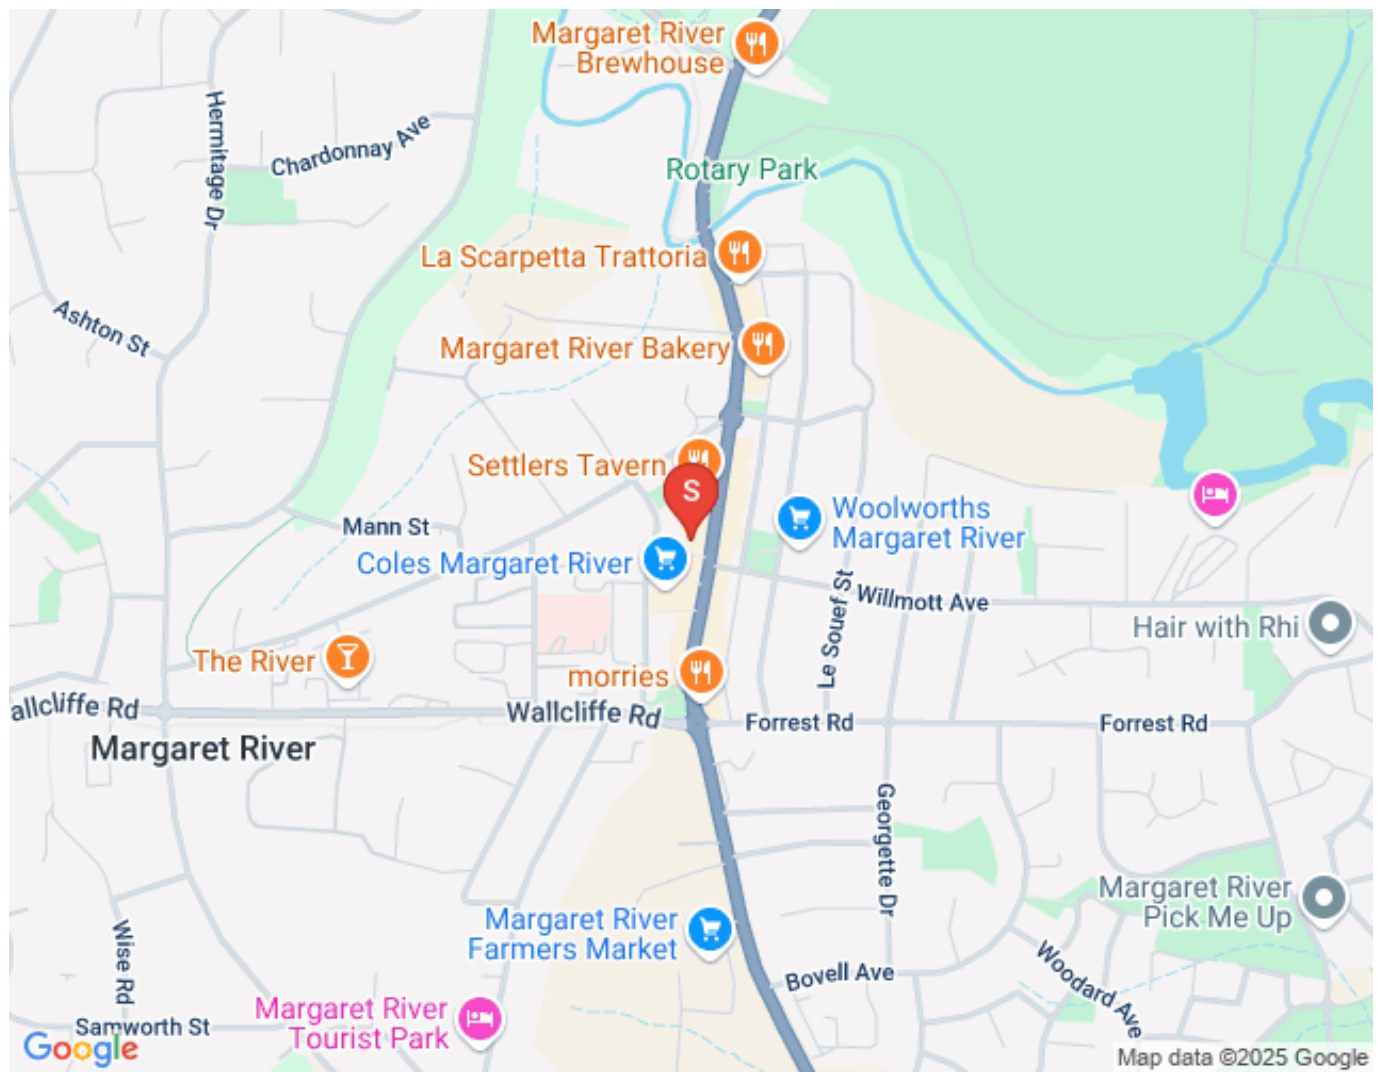 Margaret River
Brewhouse
Hermitage Dr
Chardonnay Ave
Rotary Park
La Scarpetta Trattoria
Ashton St
Margaret River Bakery
Settlers Tavern
S
Woolworths
Margaret River
Mann St
Coles Margaret River
Willmott Ave
Le Souef St
Hair with Rhi
The River
morries
allcliffe Rd
Wallcliffe Rd
Forrest Rd
Forrest Rd
Margaret River
Georgette Dr
Margaret River
Pick Me Up
Margaret River
Farmers Market
Wise Rd
Bovell Ave
Woodard Ave
Margaret River
Tourist Park
Samworth St
Google
Map data ©2025 Google